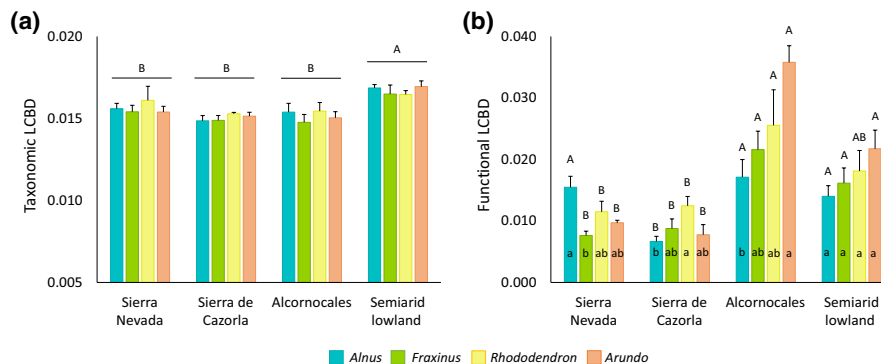 (a)
Taxonomic LCBD
0.020
0.015
0.010
0.005
B
B
B
A
Sierra Nevada
Sierra de Cazorla
Alcornocales
Semiarid lowland
(b)
Functional LCBD
0.040
0.030
0.020
0.010
0.000
A B B B
B B B B
A A AB A
A A AB A
a b ab ab
b ab a ab
b ab ab a
a a a a
Sierra Nevada
Sierra de Cazorla
Alcornocales
Semiarid lowland
Alnus Fraxinus Rhododendron Arundo